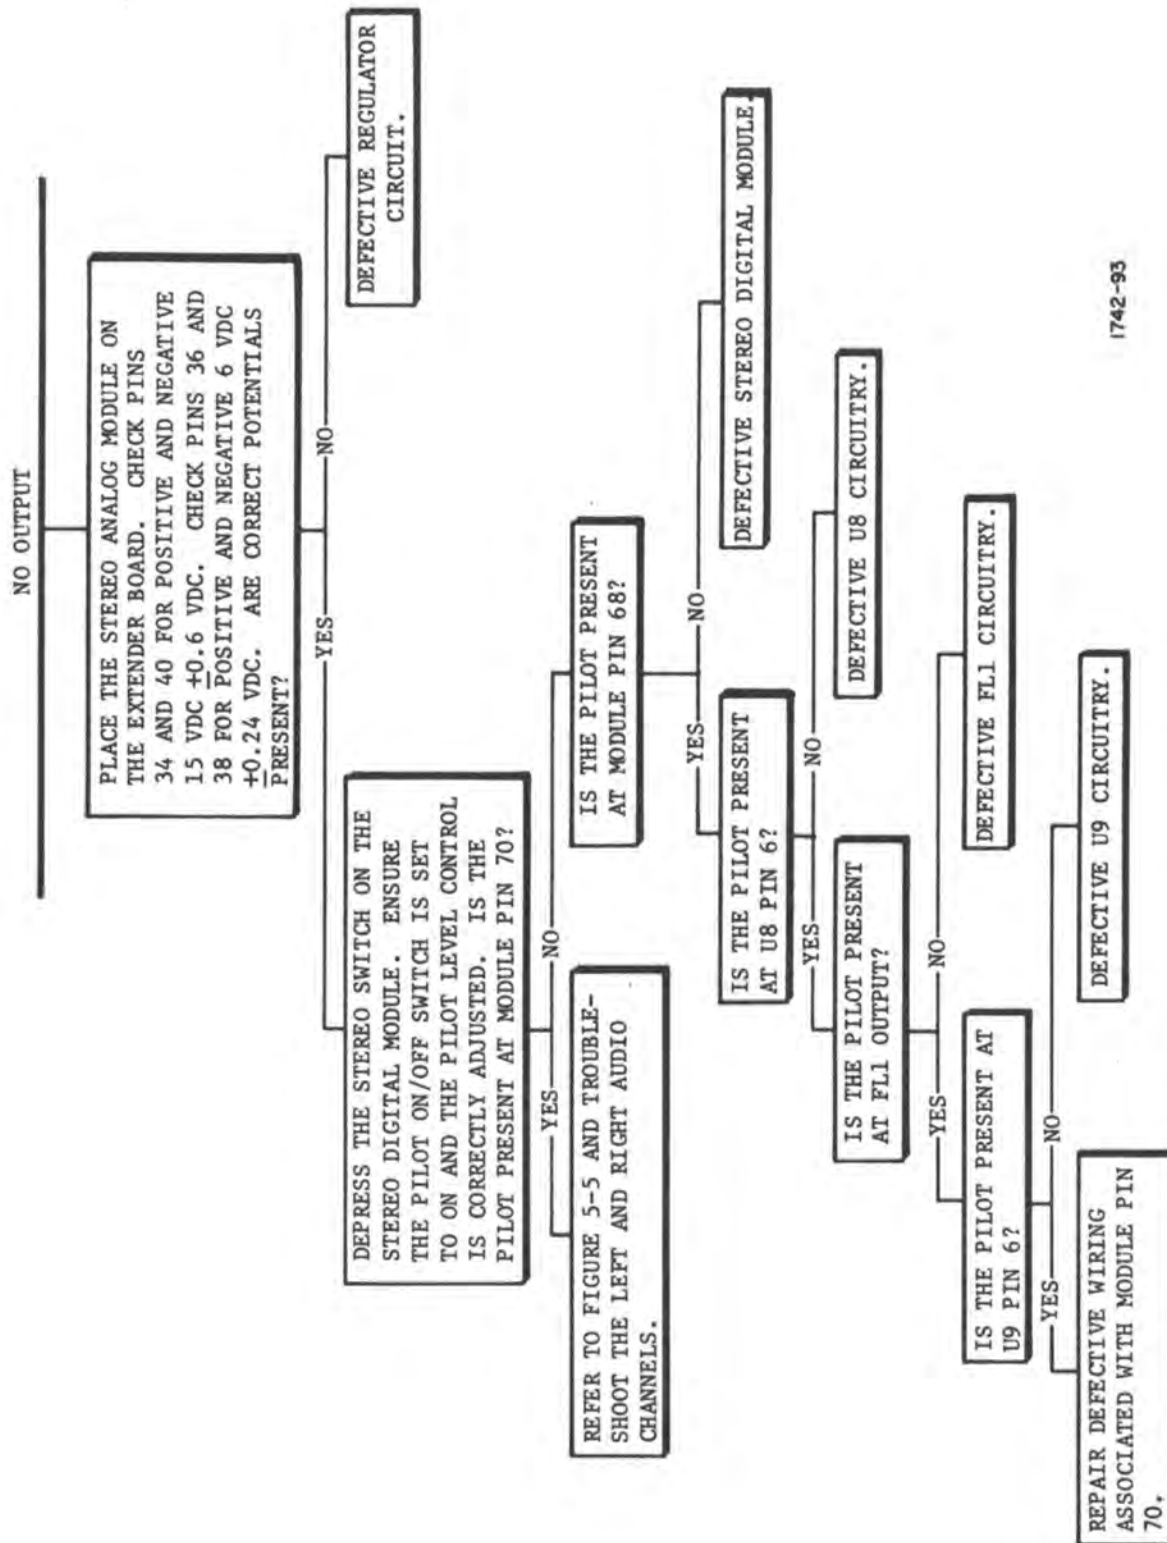 NO OUTPUT
PLACE THE STEREO ANALOG MODULE ON
THE EXTENDER BOARD. CHECK PINS
34 AND 40 FOR POSITIVE AND NEGATIVE
15 VDC ±0.6 VDC. CHECK PINS 36 AND
38 FOR POSITIVE AND NEGATIVE 6 VDC
±0.24 VDC. ARE CORRECT POTENTIALS
PRESENT?
YES
NO
DEPRESS THE STEREO SWITCH ON THE
STEREO DIGITAL MODULE. ENSURE
THE PILOT ON/OFF SWITCH IS SET
TO ON AND THE PILOT LEVEL CONTROL
IS CORRECTLY ADJUSTED. IS THE
PILOT PRESENT AT MODULE PIN 70?
DEFECTIVE REGULATOR
CIRCUIT.
YES
NO
REFER TO FIGURE 5-5 AND TROUBLE-
SHOOT THE LEFT AND RIGHT AUDIO
CHANNELS.
IS THE PILOT PRESENT
AT MODULE PIN 68?
YES
NO
IS THE PILOT PRESENT
AT U8 PIN 6?
DEFECTIVE STEREO DIGITAL MODULE.
YES
NO
IS THE PILOT PRESENT
AT FL1 OUTPUT?
DEFECTIVE U8 CIRCUITRY.
YES
NO
IS THE PILOT PRESENT AT
U9 PIN 6?
DEFECTIVE FL1 CIRCUITRY.
YES
NO
REPAIR DEFECTIVE WIRING
ASSOCIATED WITH MODULE PIN
70.
DEFECTIVE U9 CIRCUITRY.
1742-93